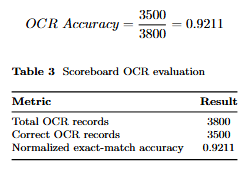 OCR Accuracy = 3500/3800 = 0.9211
Table 3 Scoreboard OCR evaluation
Metric Result
Total OCR records 3800
Correct OCR records 3500
Normalized exact-match accuracy 0.9211